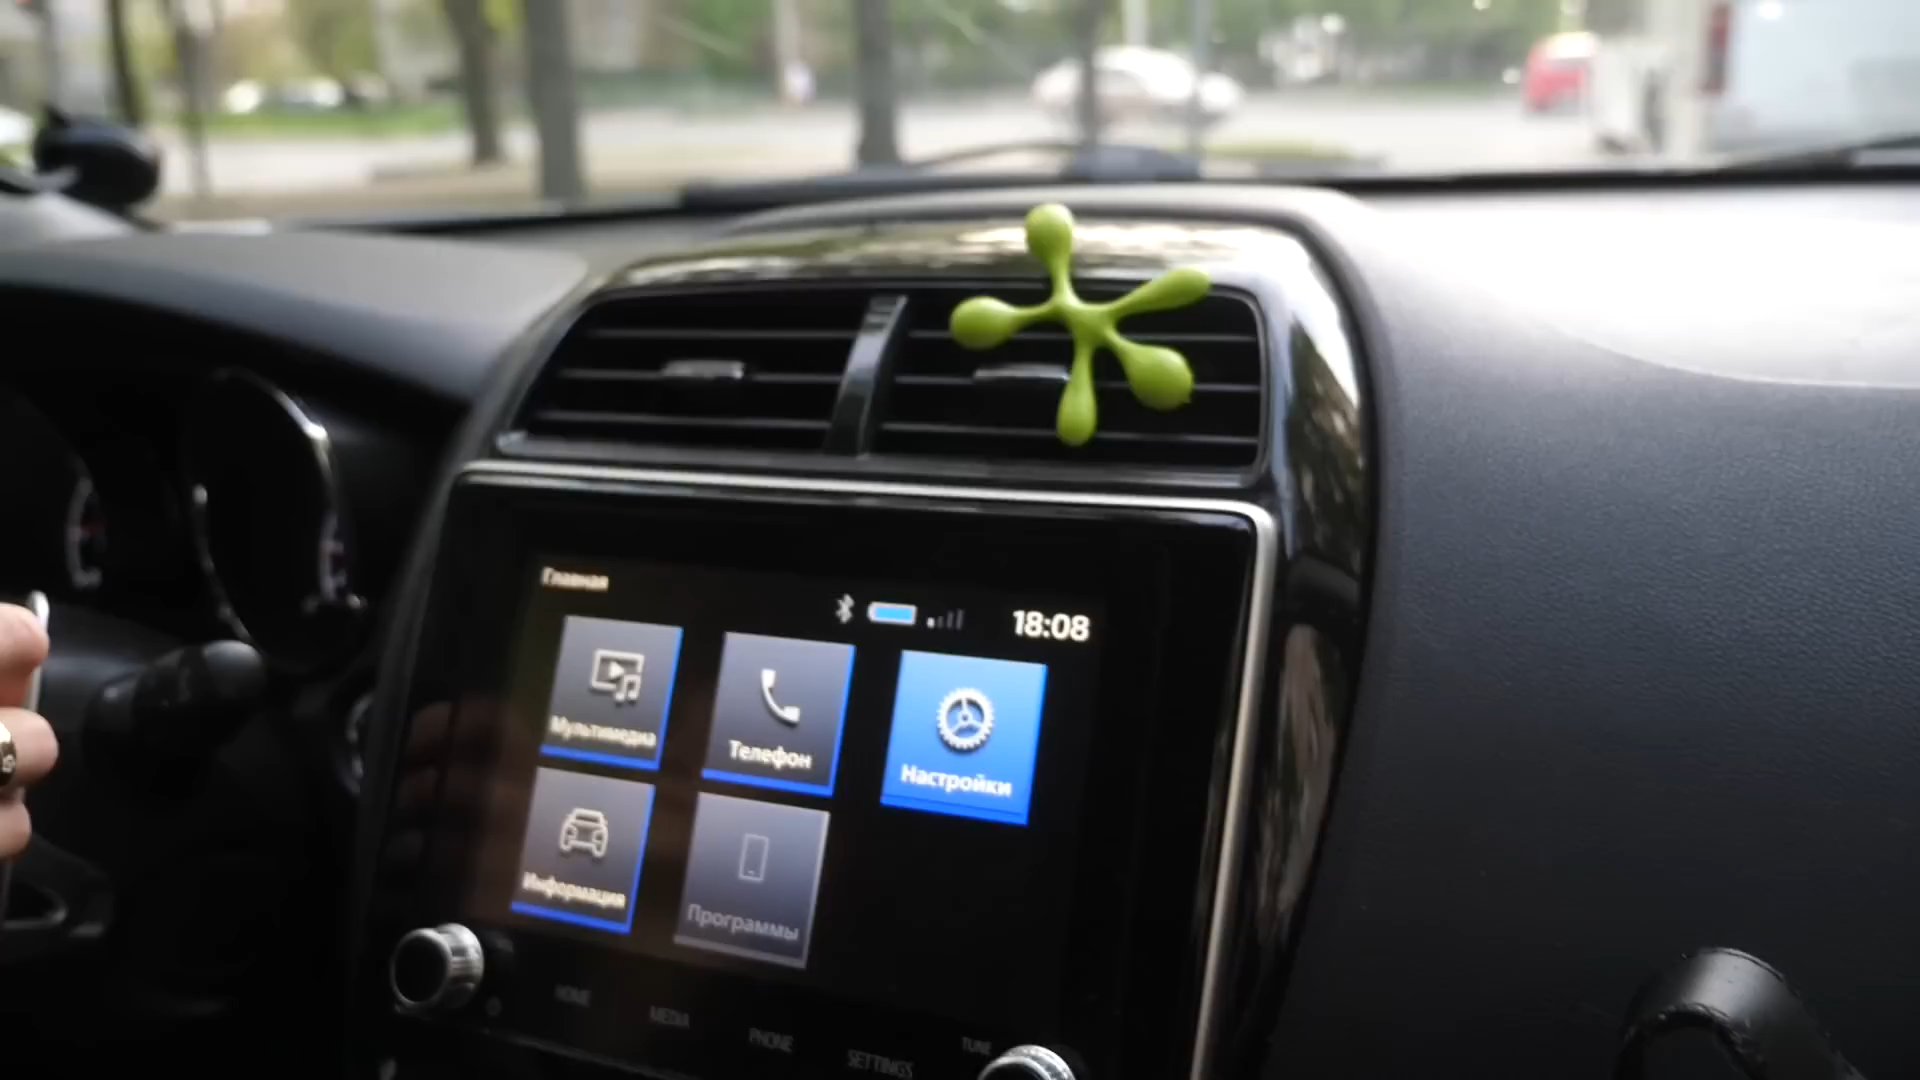 Главная
18:08
Мультимедиа
Телефон
Настройки
Информация
Программы
HOME
MEDIA
PHONE
SETTINGS
TUNE